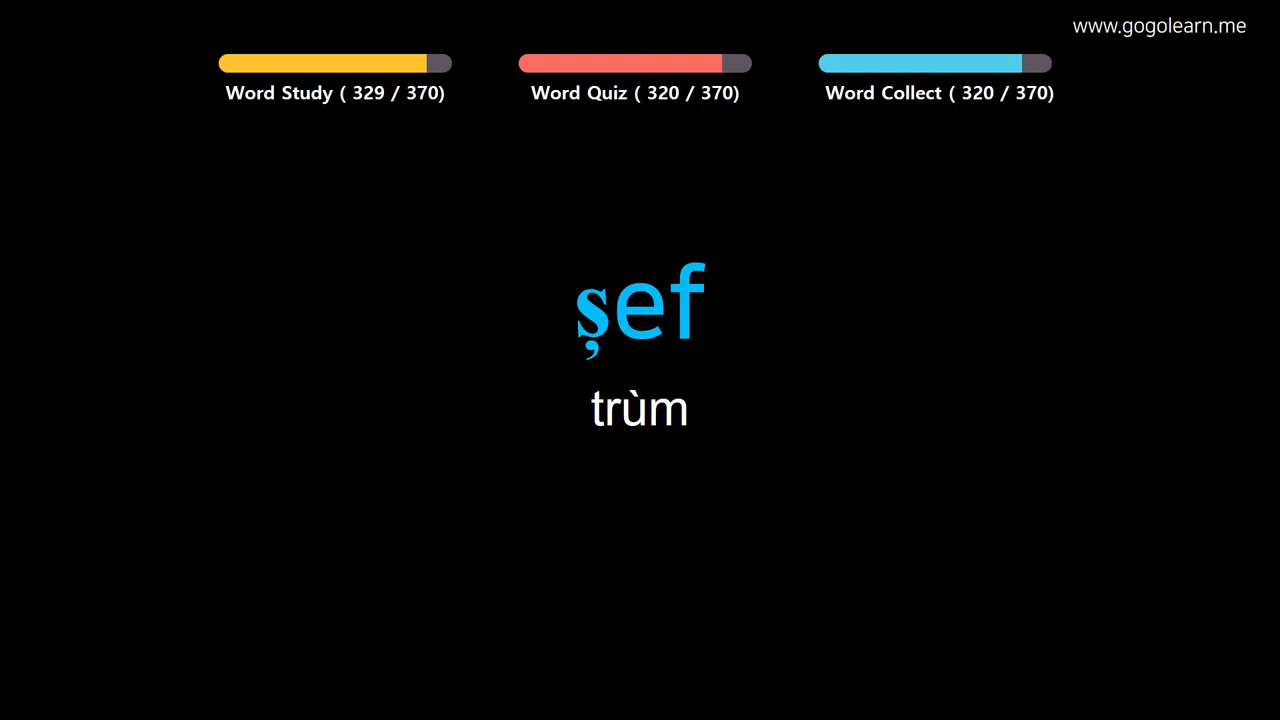 www.gogolearn.me
Word Study ( 329 / 370)
Word Quiz ( 320 / 370)
Word Collect ( 320 / 370)
șef
trùm